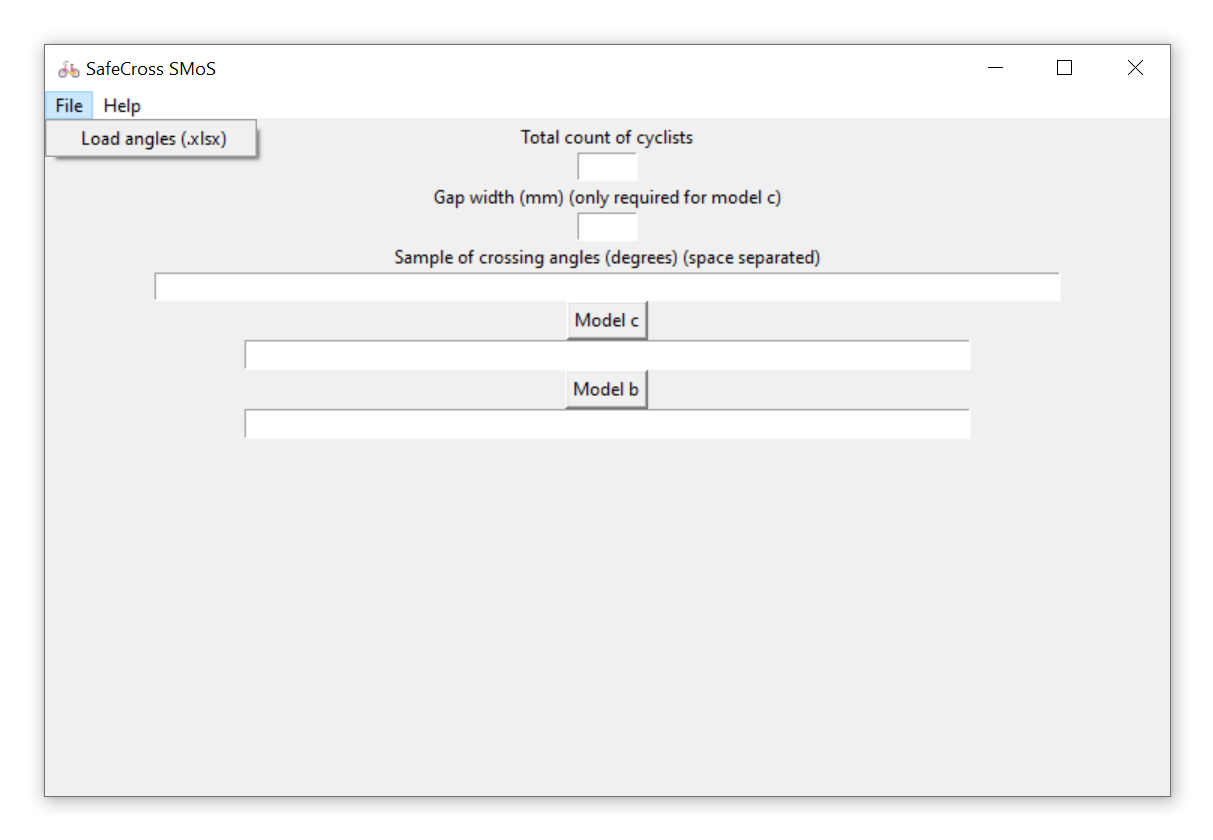 SafeCross SMoS
File Help
Load angles (.xlsx)
Total count of cyclists
Gap width (mm) (only required for model c)
Sample of crossing angles (degrees) (space separated)
Model c
Model b